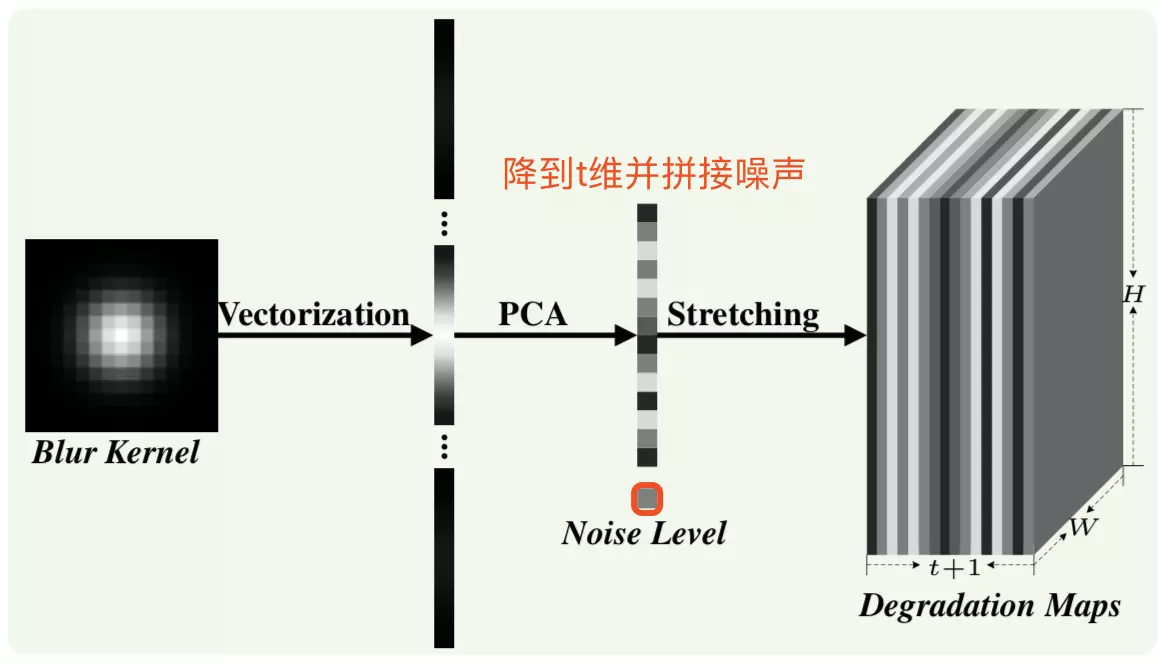 降到t维并拼接噪声
Vectorization
PCA
Stretching
H
Blur Kernel
Noise Level
W
t+1
Degradation Maps